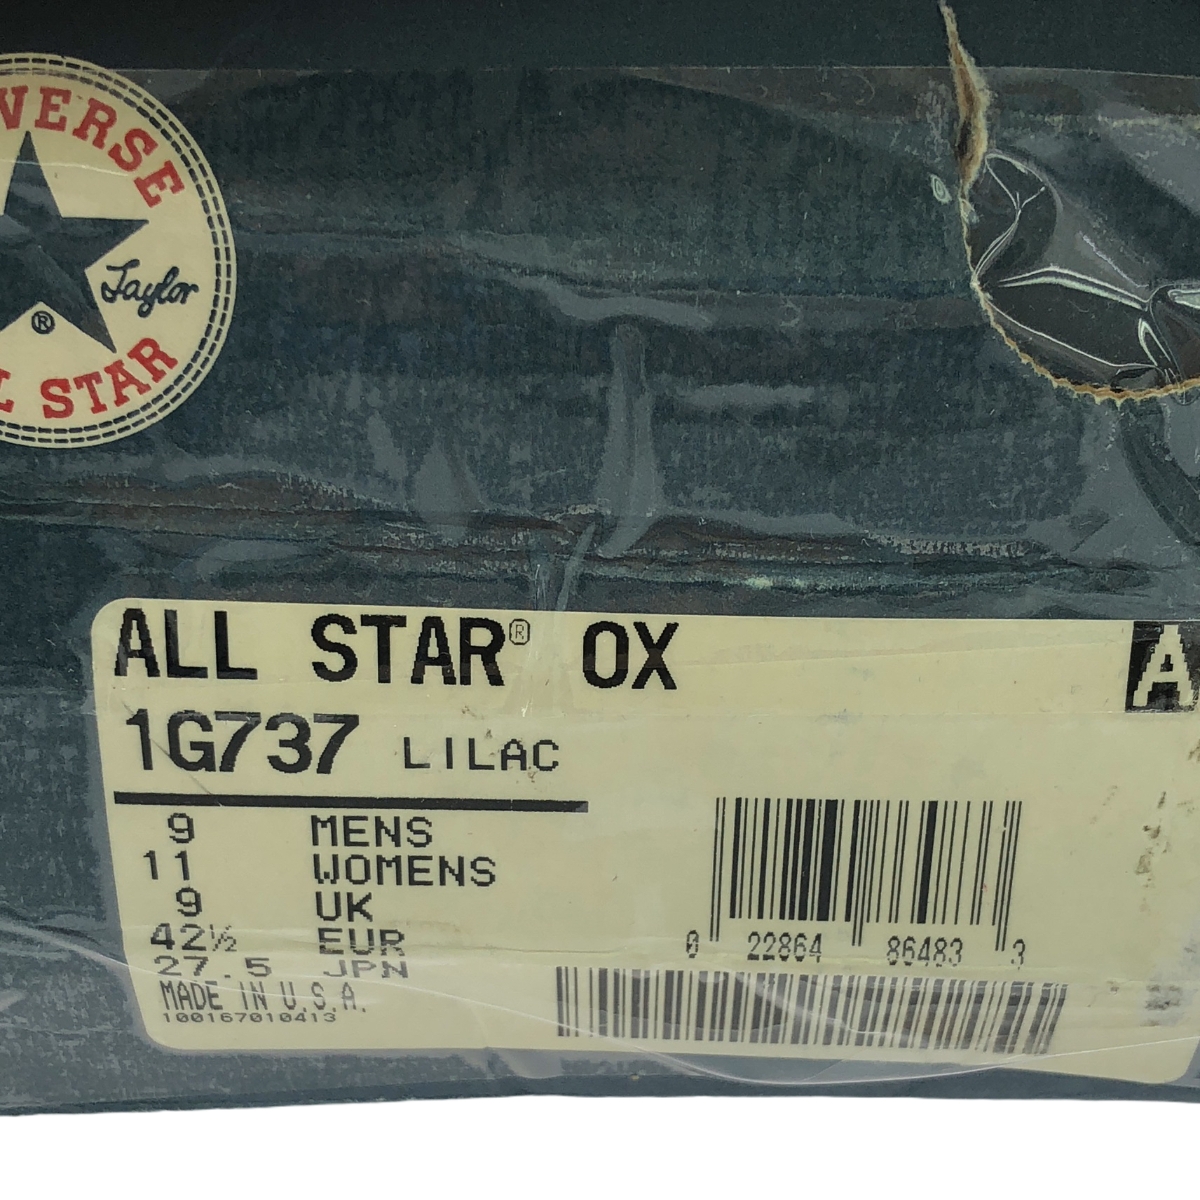 VERSE
Taylor
®
L STAR
ALL STAR® OX
A
1G737 LILAC
9 MENS
11 WOMENS
9 UK
42½ EUR
27.5 JPN
MADE IN U.S.A.
100167010413
0 22864 86483 3